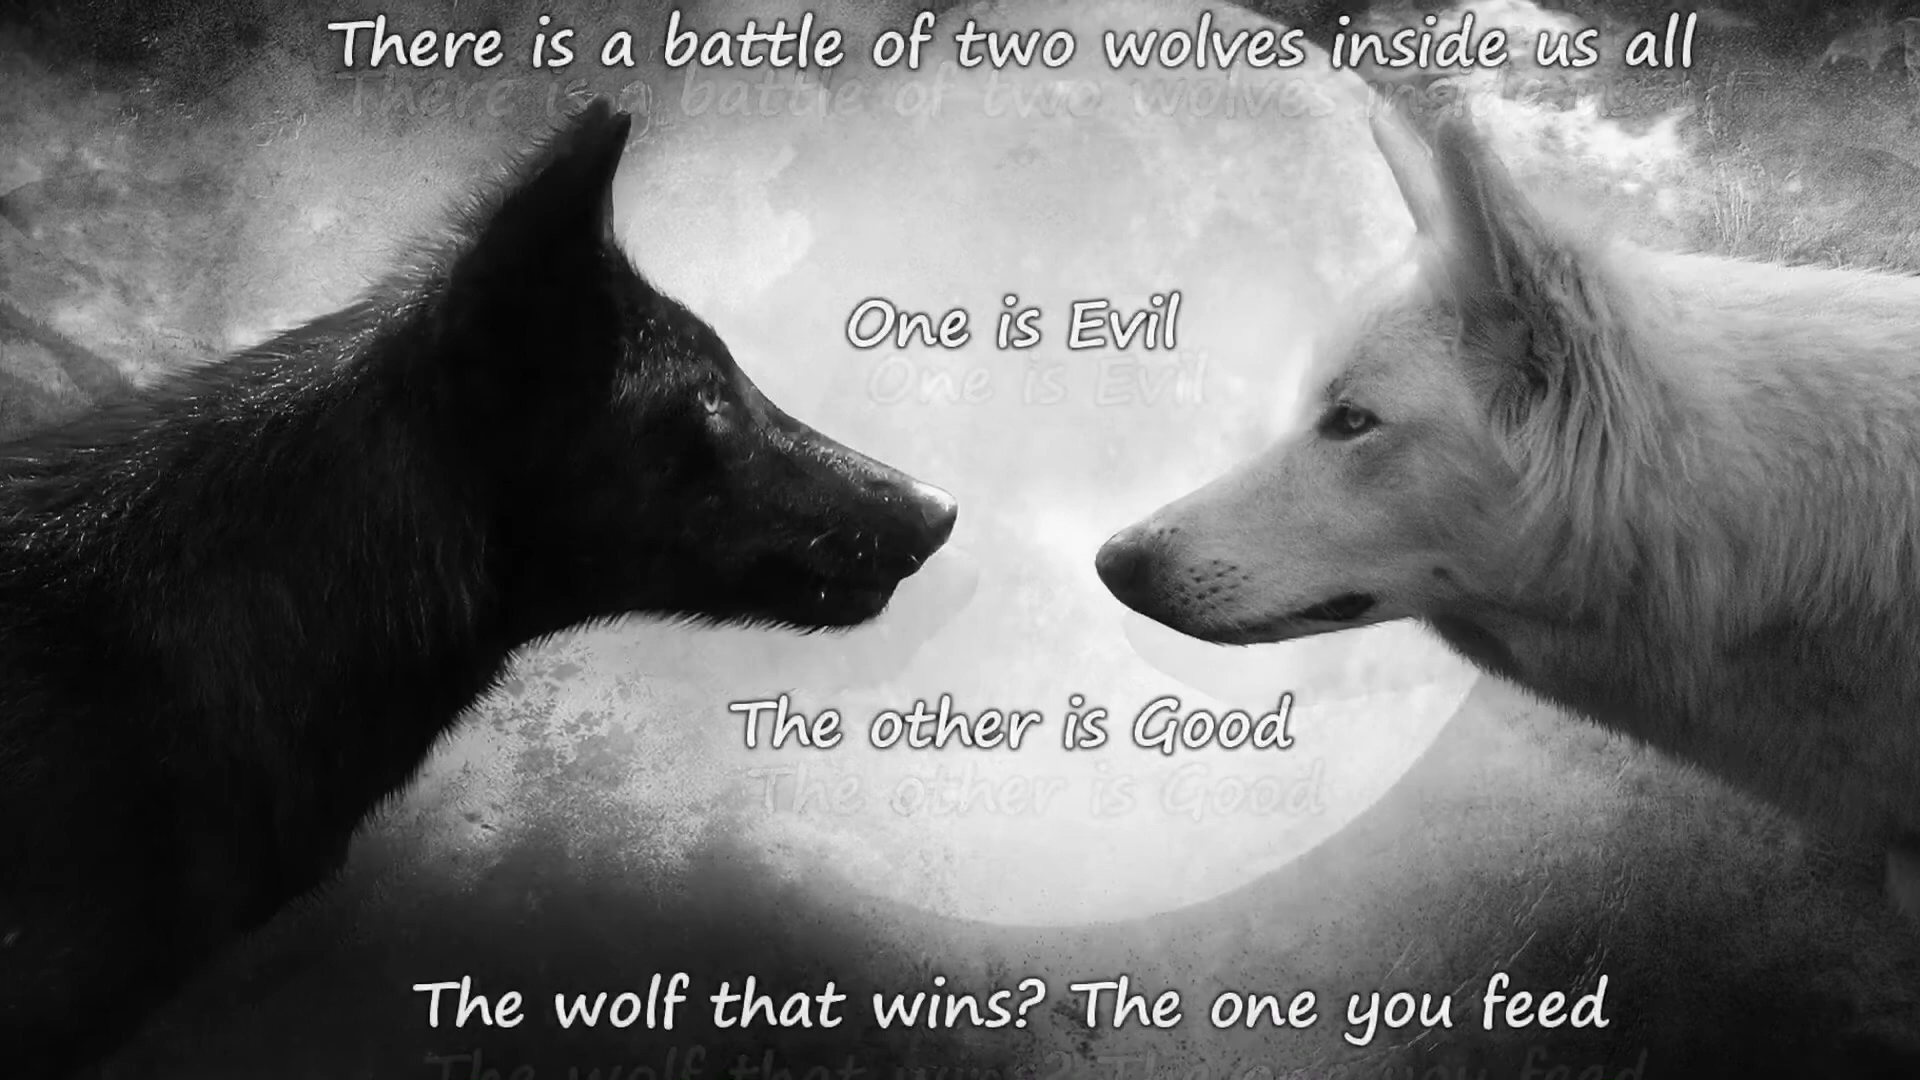 There is a battle of two wolves inside us all
One is Evil
The other is Good
The wolf that wins? The one you feed